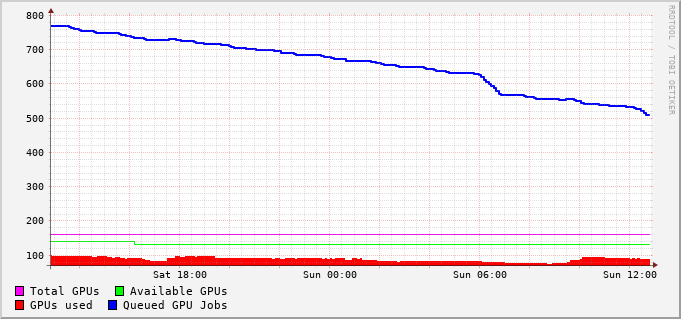 800
700
600
500
400
300
200
100
Sat 18:00 Sun 00:00 Sun 06:00 Sun 12:00
Total GPUs Available GPUs
GPUs used Queued GPU Jobs
RRDTOOL / TOBI OETIKER